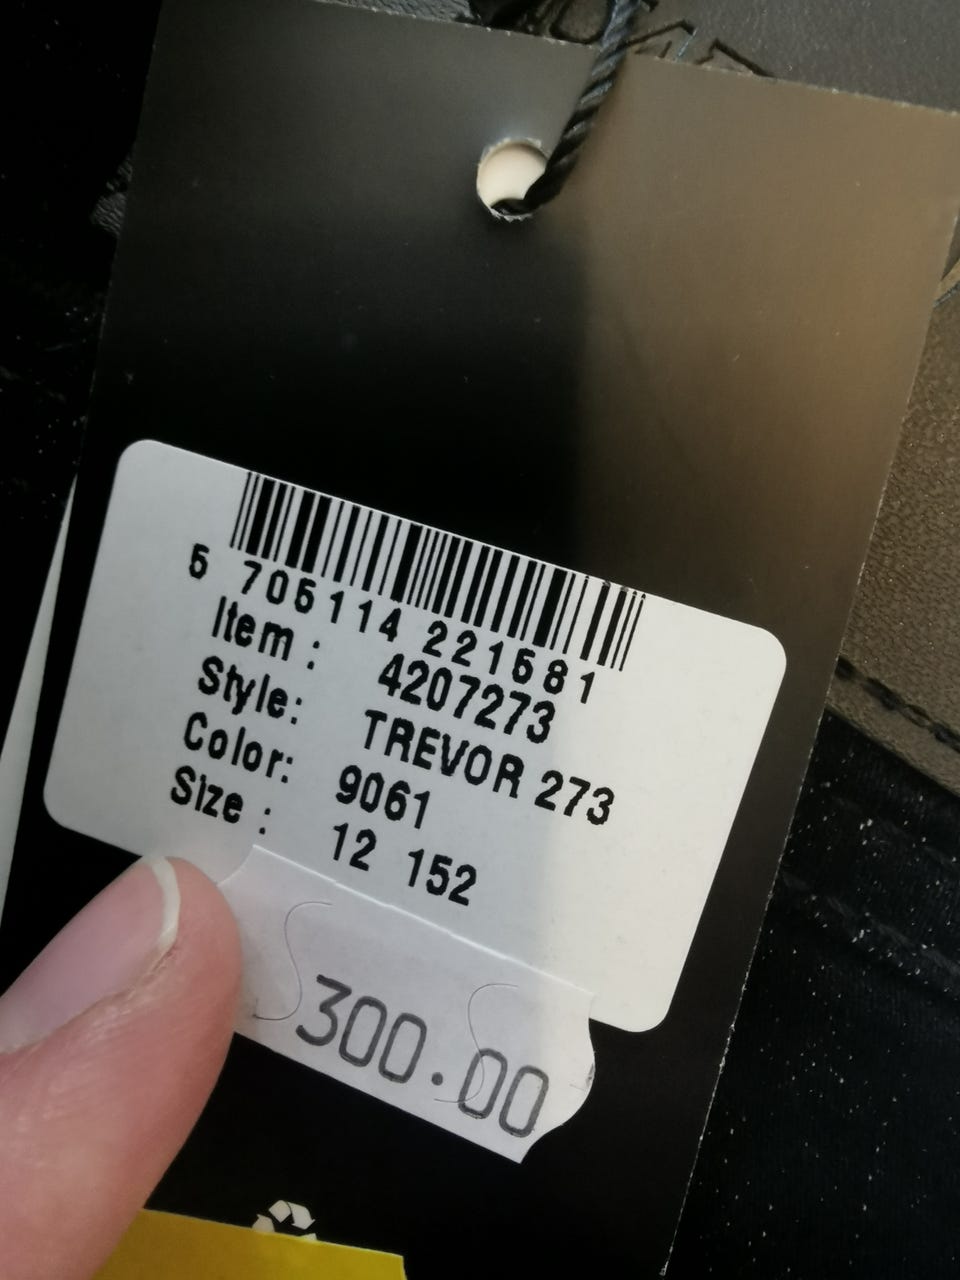 5 705114 221581
Item : 4207273
Style: TREVOR 273
Color: 9061
Size : 12 152
300.00